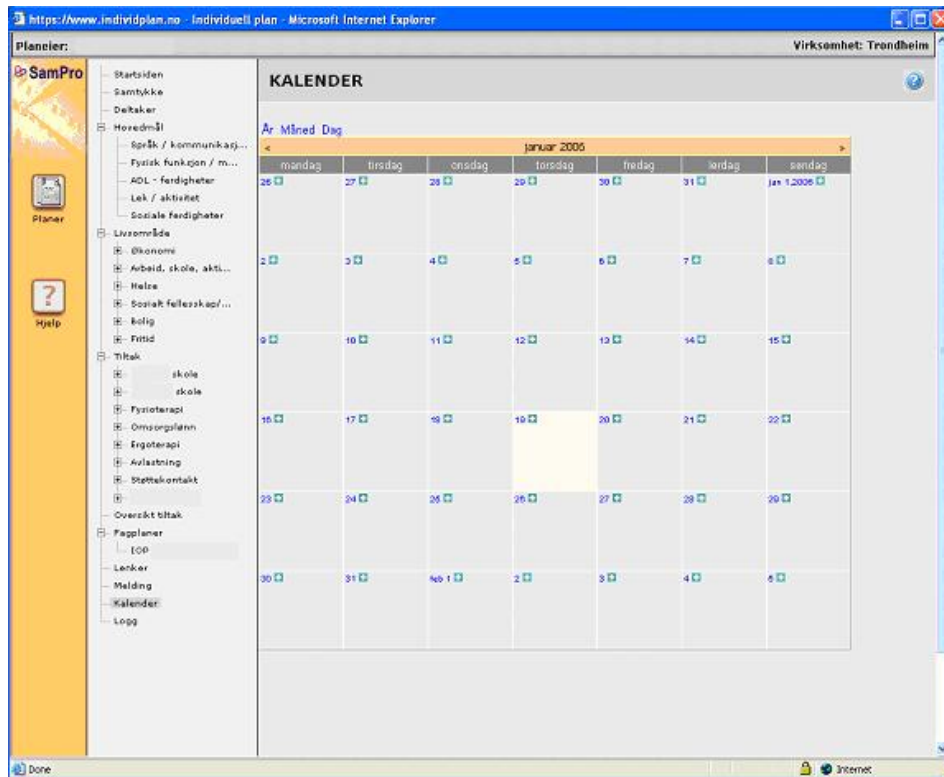 https://www.individplan.no - Individuell plan - Microsoft Internet Explorer
Planeier:
Virksomhet: Trondheim
SamPro
Planer
Hjelp
Startsiden
Samtykke
Deltaker
Hovedmål
Språk / kommunikasj...
Fysisk funksjon / m...
ADL - ferdigheter
Lek / aktivitet
Sosiale ferdigheter
Livsområde
Økonomi
Arbeid, skole, akti...
Helse
Sosialt fellesskap/...
Bolig
Fritid
Tiltak
skole
skole
Fysioterapi
Omsorgslønn
Ergoterapi
Avlastning
Støttekontakt
Oversikt tiltak
Fagplaner
IOP
Lenker
Melding
Kalender
Logg
KALENDER
År Måned Dag
< januar 2006 >
mandag tirsdag onsdag torsdag fredag lørdag søndag
26 27 28 29 30 31 jan 1,2006
2 3 4 5 6 7 8
9 10 11 12 13 14 15
16 17 18 19 20 21 22
23 24 25 26 27 28 29
30 31 feb 1 2 3 4 5
Done
Internet